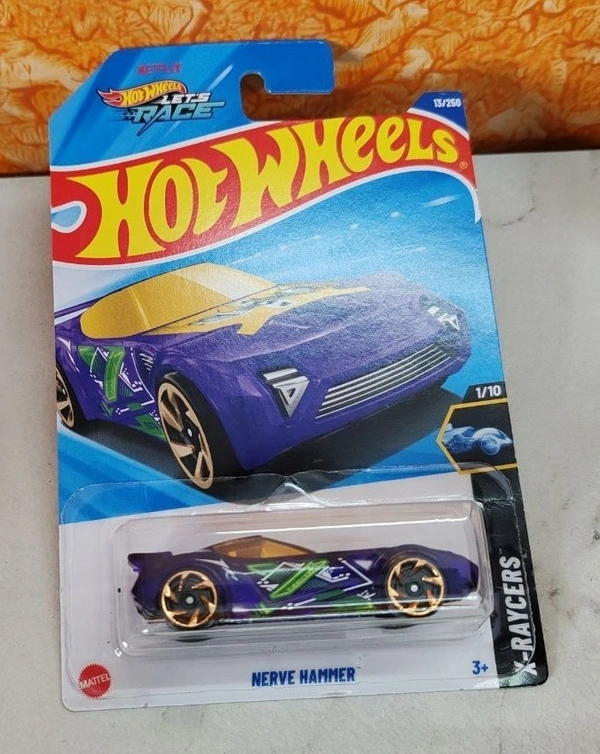 NETFLIX
HOT WHEELS
LET'S
RACE
13/250
HOT WHEELS
1/10
X-RAYCERS
NERVE HAMMER
3+
MATTEL